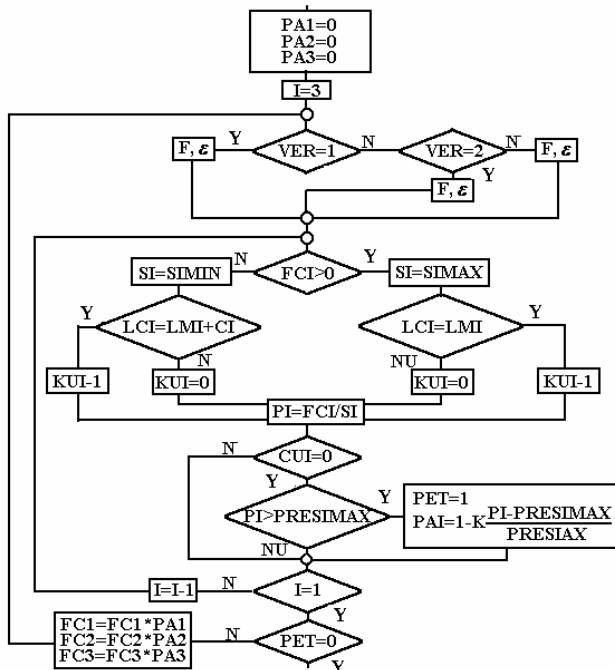 PA1=0
PA2=0
PA3=0
I=3
Y
N
N
F, ε
VER=1
VER=2
F, ε
Y
F, ε
N
Y
SI=SIMIN
FCI>0
SI=SIMAX
Y
LCI=LMI+CI
LCI=LMI
Y
N
NU
KUI-1
KUI=0
KUI=0
KUI-1
PI=FCI/SI
N
CUI=0
Y
Y
PI>PRESIMAX
PET=1
PAI=1-K PI-PRESIMAX
PRESIAX
NU
I=I-1
N
I=1
Y
FC1=FC1*PA1
FC2=FC2*PA2
FC3=FC3*PA3
N
PET=0
Y